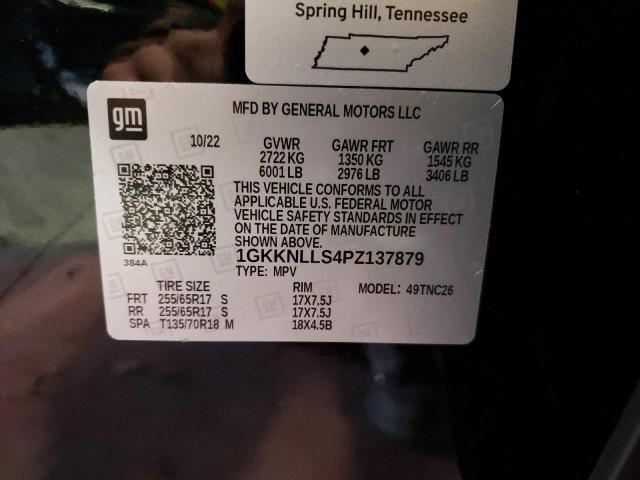 Spring Hill, Tennessee
gm
MFD BY GENERAL MOTORS LLC
10/22 GVWR GAWR FRT GAWR RR
2722 KG 1350 KG 1545 KG
6001 LB 2976 LB 3406 LB
THIS VEHICLE CONFORMS TO ALL
APPLICABLE U.S. FEDERAL MOTOR
VEHICLE SAFETY STANDARDS IN EFFECT
ON THE DATE OF MANUFACTURE
SHOWN ABOVE.
384A
1GKKNLLS4PZ137879
TYPE: MPV
TIRE SIZE RIM MODEL: 49TNC26
FRT 255/65R17 S 17X7.5J
RR 255/65R17 S 17X7.5J
SPA T135/70R18 M 18X4.5B